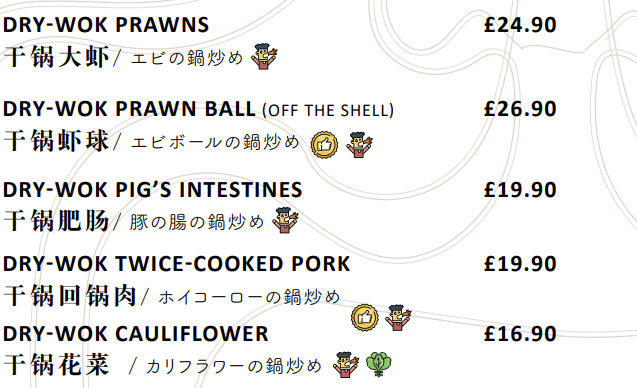 DRY-WOK PRAWNS £24.90
干锅大虾/ エビの鍋炒め
DRY-WOK PRAWN BALL (OFF THE SHELL) £26.90
干锅虾球/ エビボールの鍋炒め
DRY-WOK PIG'S INTESTINES £19.90
干锅肥肠/ 豚の腸の鍋炒め
DRY-WOK TWICE-COOKED PORK £19.90
干锅回锅肉/ ホイコーローの鍋炒め
DRY-WOK CAULIFLOWER £16.90
干锅花菜 / カリフラワーの鍋炒め